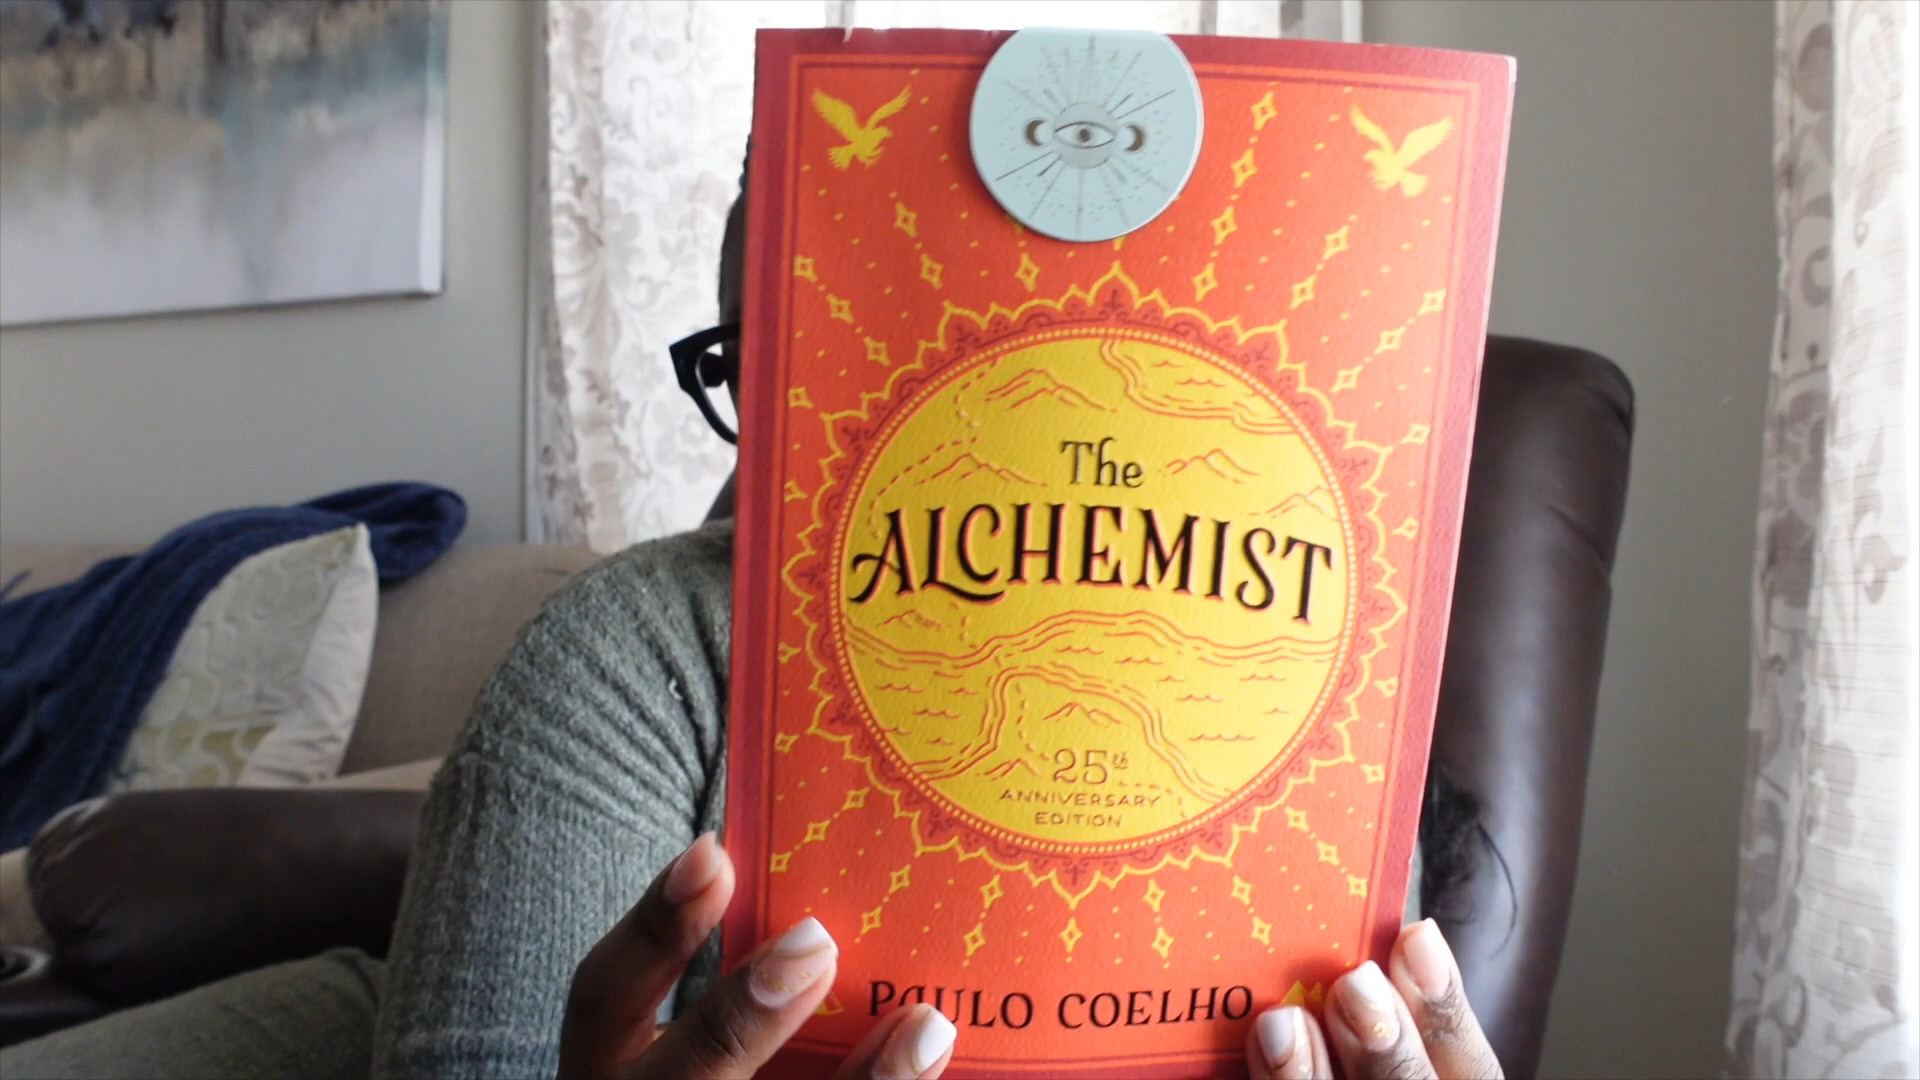 The
ALCHEMIST
25th
ANNIVERSARY
EDITION
PAULO COELHO